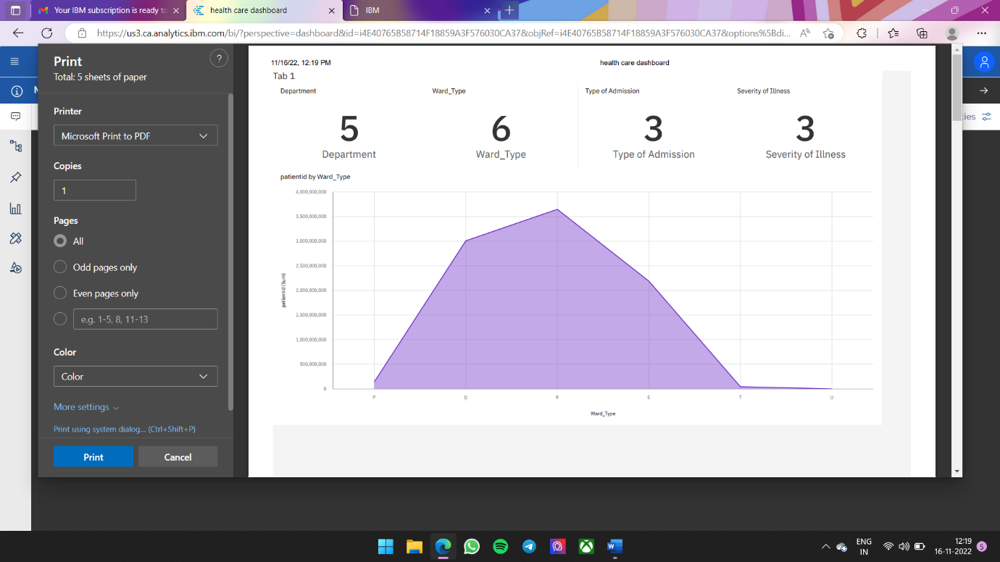 Your IBM subscription is ready to
health care dashboard
IBM
https://us3.ca.analytics.ibm.com/bi/?perspective=dashboard&id=i4E40765B58714F18859A3F576030CA37&objRef=i4E40765B58714F18859A3F576030CA37&options%5Bdi...
Print
?
Total: 5 sheets of paper
Printer
Microsoft Print to PDF
Copies
1
Pages
All
Odd pages only
Even pages only
e.g. 1-5, 8, 11-13
Color
Color
More settings
Print using system dialog... (Ctrl+Shift+P)
Print Cancel
11/16/22, 12:19 PM health care dashboard
Tab 1
Department Ward_Type Type of Admission Severity of Illness
5 6 3 3
Department Ward_Type Type of Admission Severity of Illness
patientid by Ward_Type
patientid (Sum)
4,000,000,000
3,500,000,000
3,000,000,000
2,500,000,000
2,000,000,000
1,500,000,000
1,000,000,000
500,000,000
0
P Q R S T U
Ward_Type
ies
ENG
IN
12:19
16-11-2022
5